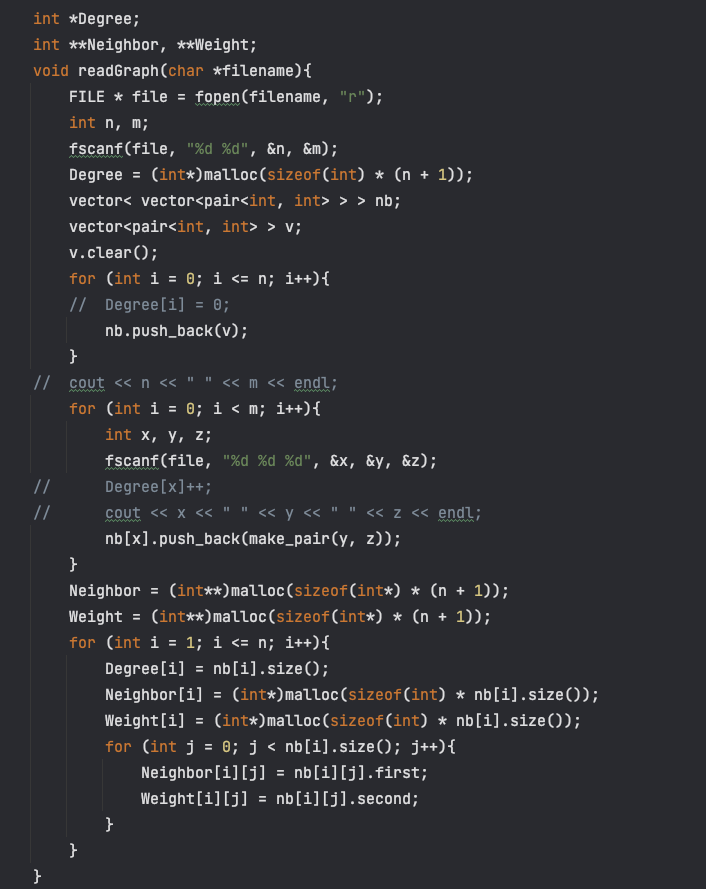 int *Degree;
int **Neighbor, **Weight;
void readGraph(char *filename){
    FILE * file = fopen(filename, "r");
    int n, m;
    fscanf(file, "%d %d", &n, &m);
    Degree = (int*)malloc(sizeof(int) * (n + 1));
    vector< vector<pair<int, int> > > nb;
    vector<pair<int, int> > v;
    v.clear();
    for (int i = 0; i <= n; i++){
    //  Degree[i] = 0;
        nb.push_back(v);
    }
//  cout << n << " " << m << endl;
    for (int i = 0; i < m; i++){
        int x, y, z;
        fscanf(file, "%d %d %d", &x, &y, &z);
//      Degree[x]++;
//      cout << x << " " << y << " " << z << endl;
        nb[x].push_back(make_pair(y, z));
    }
    Neighbor = (int**)malloc(sizeof(int*) * (n + 1));
    Weight = (int**)malloc(sizeof(int*) * (n + 1));
    for (int i = 1; i <= n; i++){
        Degree[i] = nb[i].size();
        Neighbor[i] = (int*)malloc(sizeof(int) * nb[i].size());
        Weight[i] = (int*)malloc(sizeof(int) * nb[i].size());
        for (int j = 0; j < nb[i].size(); j++){
            Neighbor[i][j] = nb[i][j].first;
            Weight[i][j] = nb[i][j].second;
        }
    }
}